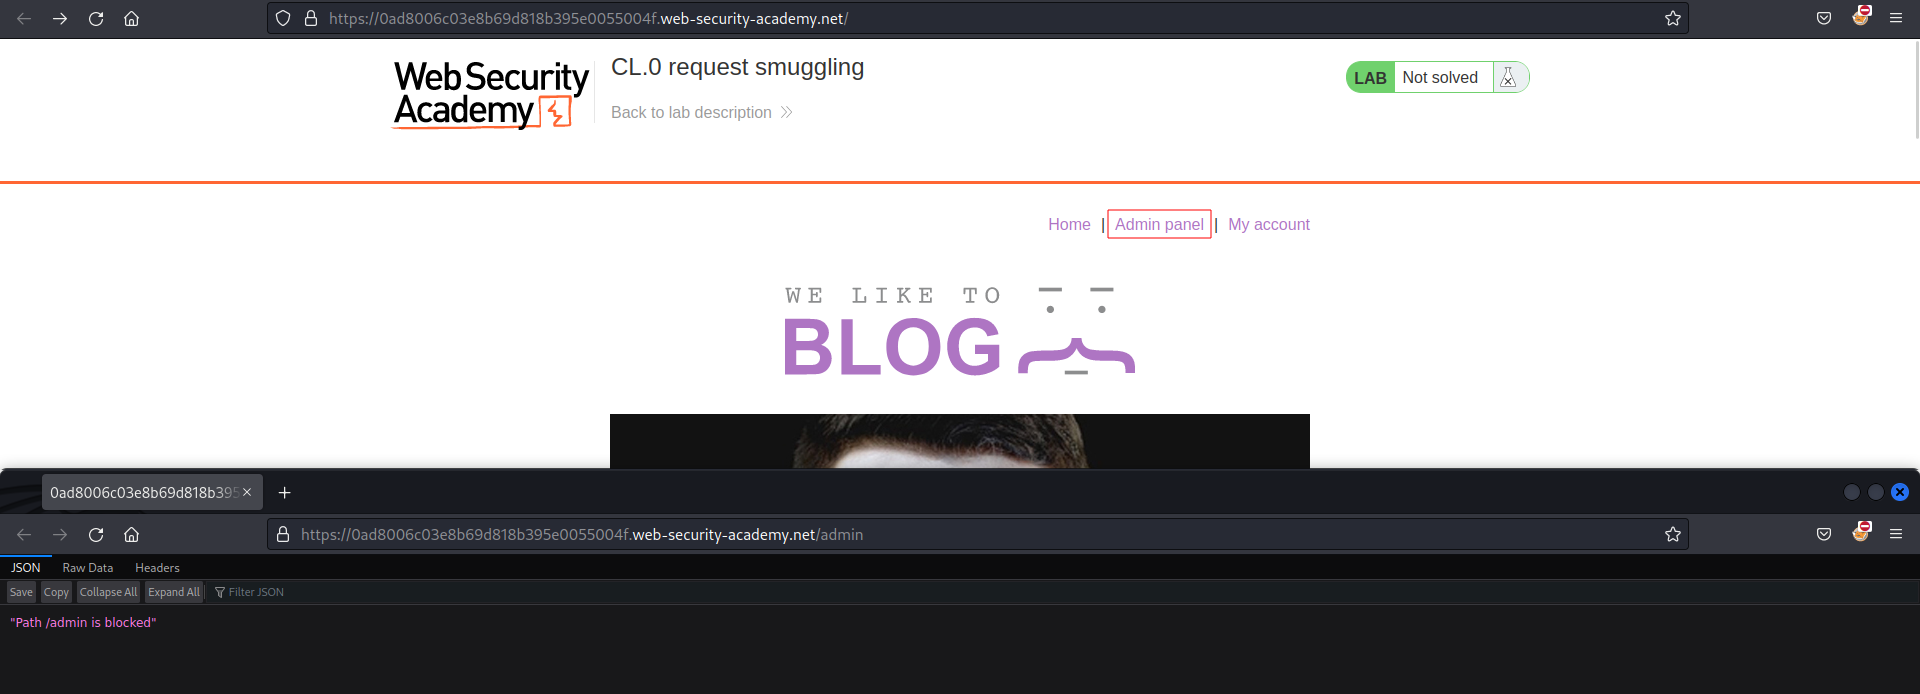 https://0ad8006c03e8b69d818b395e0055004f.web-security-academy.net/
WebSecurity
Academy
CL.0 request smuggling
Back to lab description
LAB Not solved
Home | Admin panel | My account
WE LIKE TO
BLOG
0ad8006c03e8b69d818b395
https://0ad8006c03e8b69d818b395e0055004f.web-security-academy.net/admin
JSON Raw Data Headers
Save Copy Collapse All Expand All Filter JSON
"Path /admin is blocked"